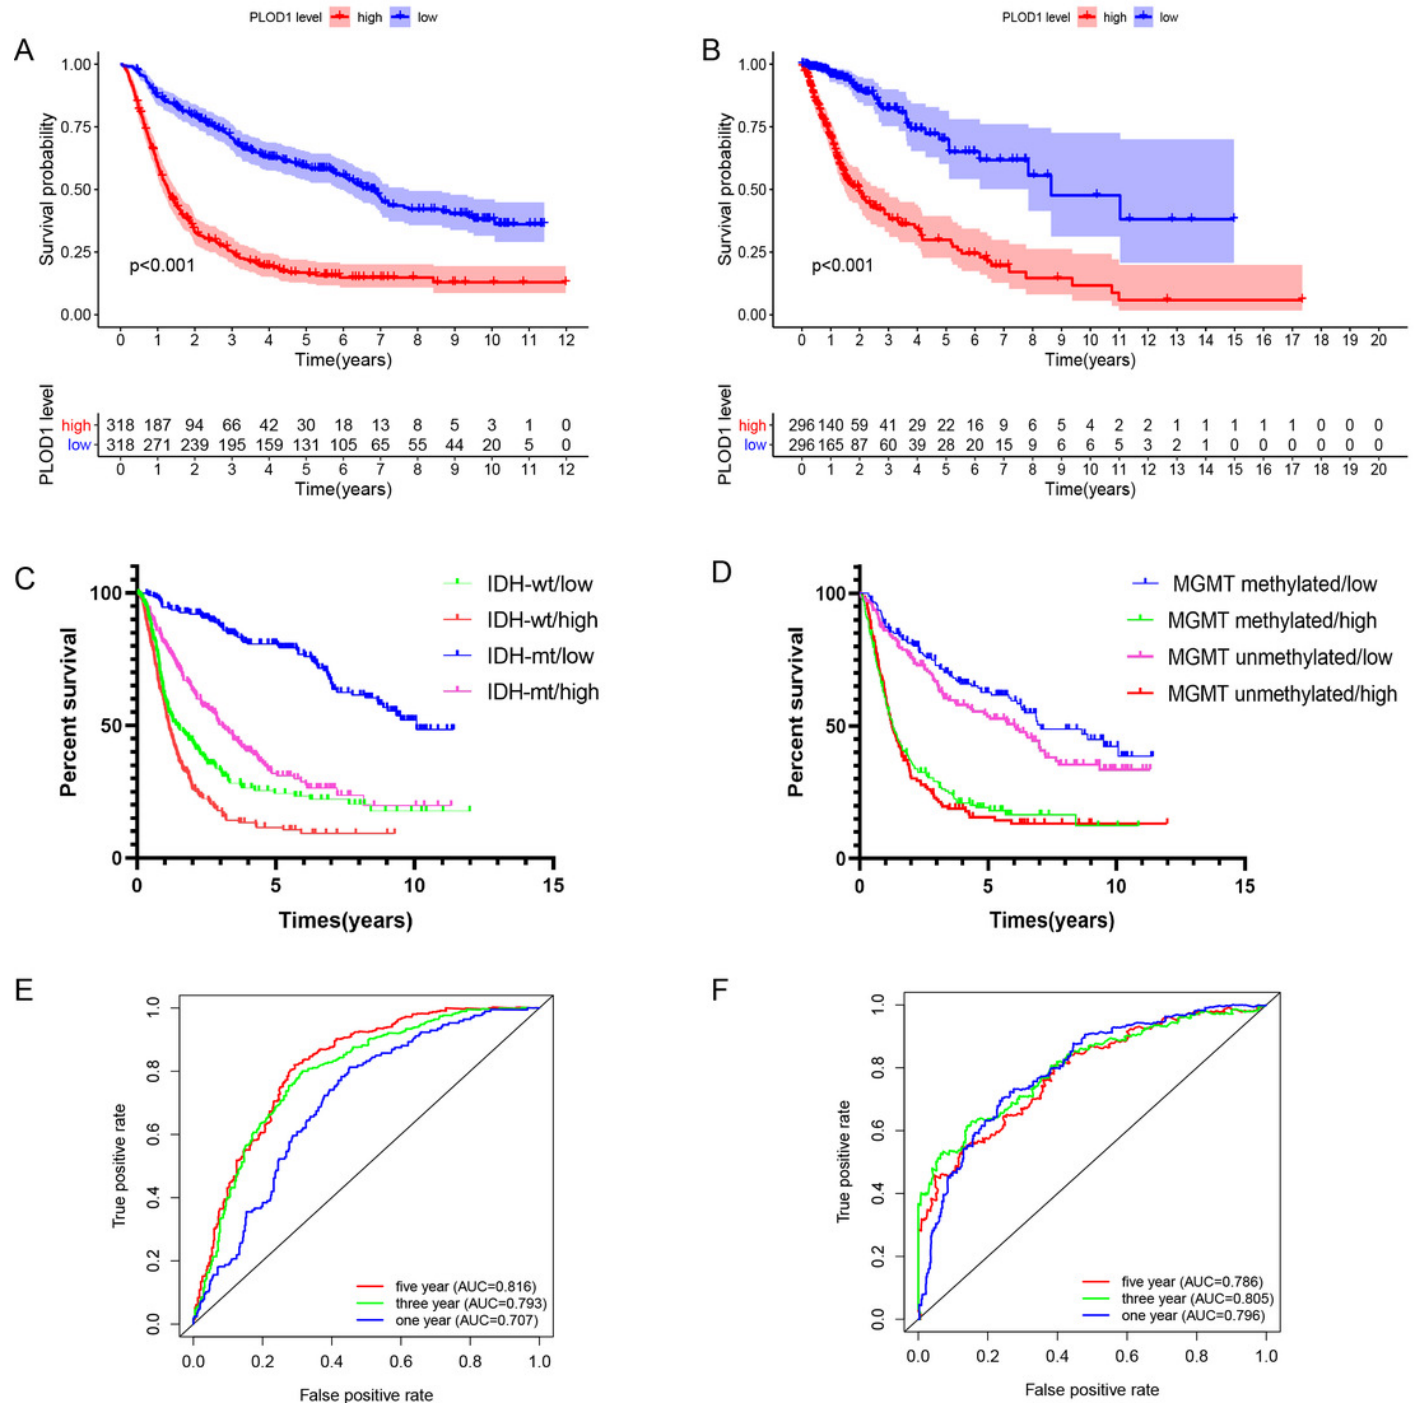 PLOD1 level high low
A
1.00
0.75
0.50
0.25
0.00
Survival probability
p<0.001
0 1 2 3 4 5 6 7 8 9 10 11 12
Time(years)
PLOD1 level
high 318 187 94 66 42 30 18 13 8 5 3 1 0
low 318 271 239 195 159 131 105 65 55 44 20 5 0
0 1 2 3 4 5 6 7 8 9 10 11 12
Time(years)
PLOD1 level high low
B
1.00
0.75
0.50
0.25
0.00
Survival probability
p<0.001
0 1 2 3 4 5 6 7 8 9 10 11 12 13 14 15 16 17 18 19 20
Time(years)
PLOD1 level
high 296 140 59 41 29 22 16 9 6 5 4 2 2 1 1 1 1 1 0 0 0
low 296 165 87 60 39 28 20 15 9 6 6 5 3 2 1 0 0 0 0 0 0
0 1 2 3 4 5 6 7 8 9 10 11 12 13 14 15 16 17 18 19 20
Time(years)
C
100
50
0
Percent survival
IDH-wt/low
IDH-wt/high
IDH-mt/low
IDH-mt/high
0 5 10 15
Times(years)
D
100
50
0
Percent survival
MGMT methylated/low
MGMT methylated/high
MGMT unmethylated/low
MGMT unmethylated/high
0 5 10 15
Times(years)
E
1.0
0.8
0.6
0.4
0.2
0.0
True positive rate
five year (AUC=0.816)
three year (AUC=0.793)
one year (AUC=0.707)
0.0 0.2 0.4 0.6 0.8 1.0
False positive rate
F
1.0
0.8
0.6
0.4
0.2
0.0
True positive rate
five year (AUC=0.786)
three year (AUC=0.805)
one year (AUC=0.796)
0.0 0.2 0.4 0.6 0.8 1.0
False positive rate